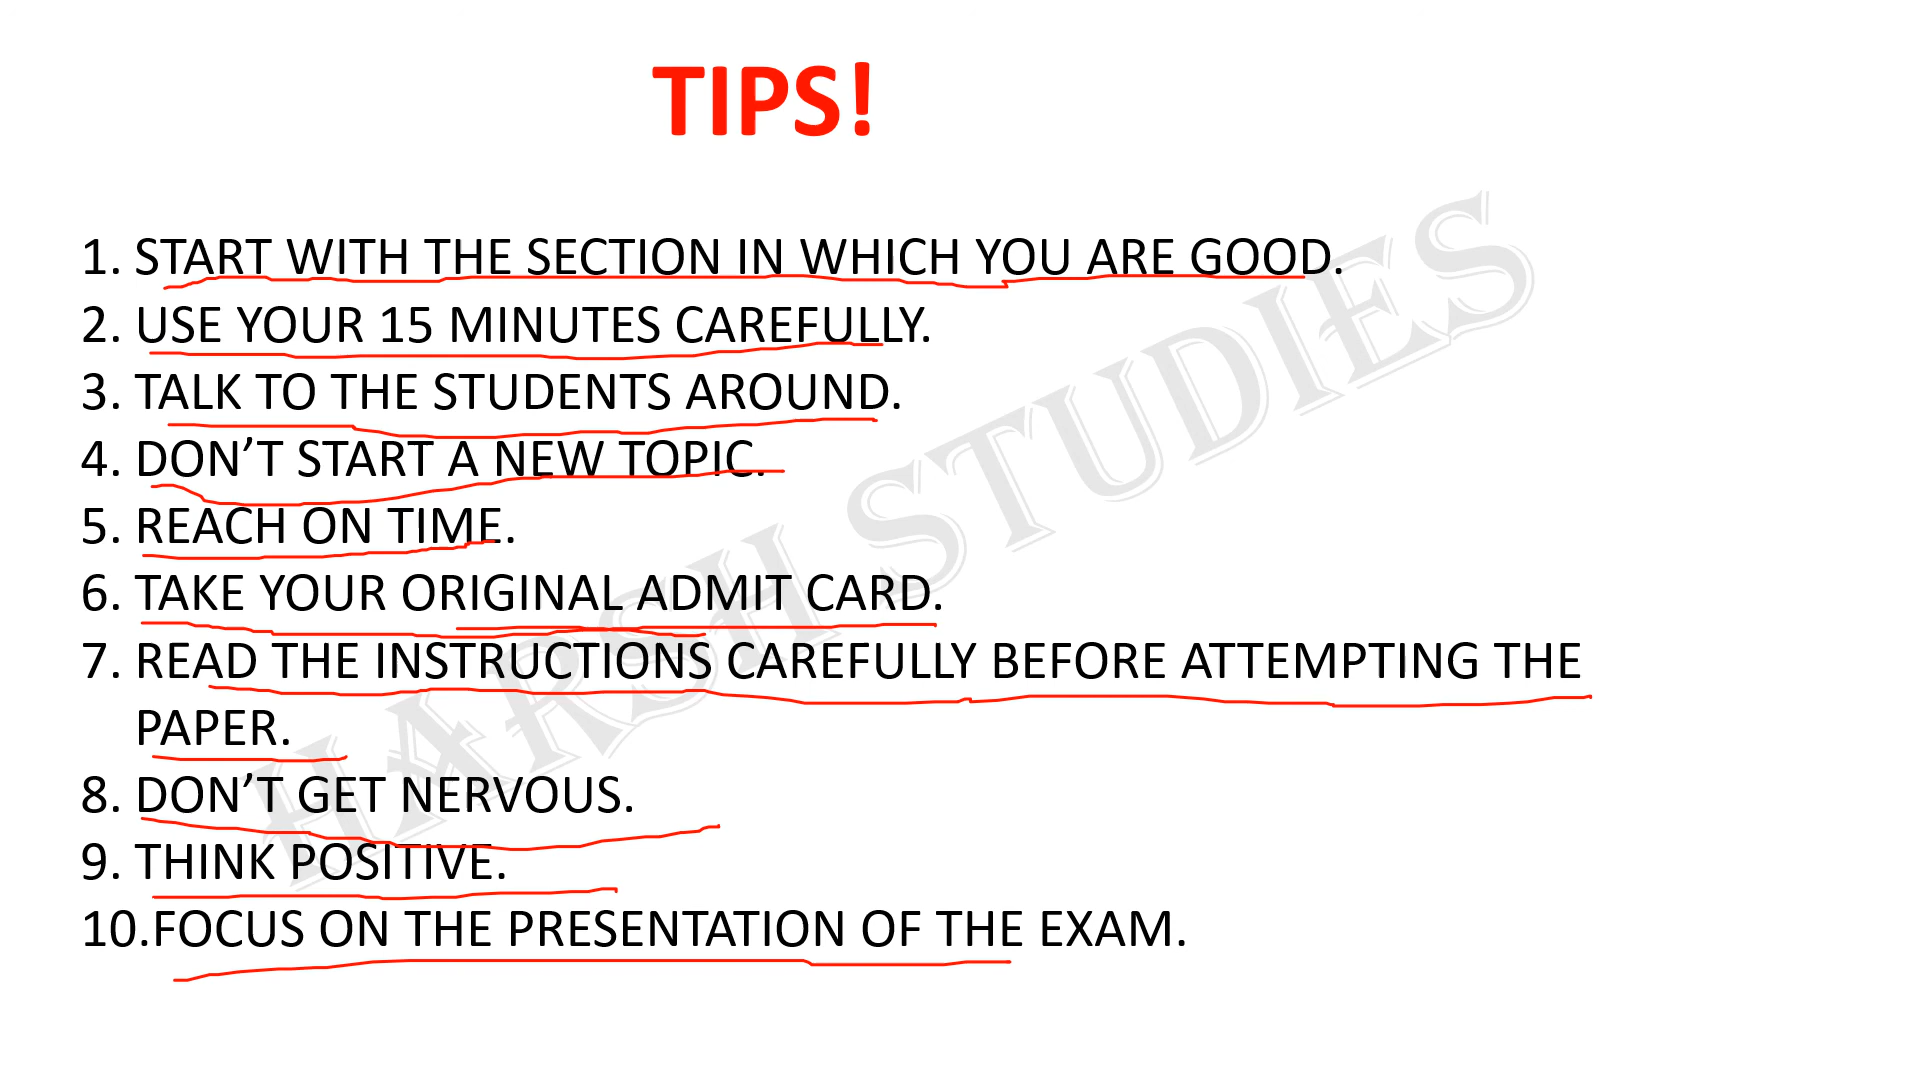 TIPS!
1. START WITH THE SECTION IN WHICH YOU ARE GOOD.
2. USE YOUR 15 MINUTES CAREFULLY.
3. TALK TO THE STUDENTS AROUND.
4. DON’T START A NEW TOPIC.
5. REACH ON TIME.
6. TAKE YOUR ORIGINAL ADMIT CARD.
7. READ THE INSTRUCTIONS CAREFULLY BEFORE ATTEMPTING THE
PAPER.
8. DON’T GET NERVOUS.
9. THINK POSITIVE.
10.FOCUS ON THE PRESENTATION OF THE EXAM.
HARSH STUDIES